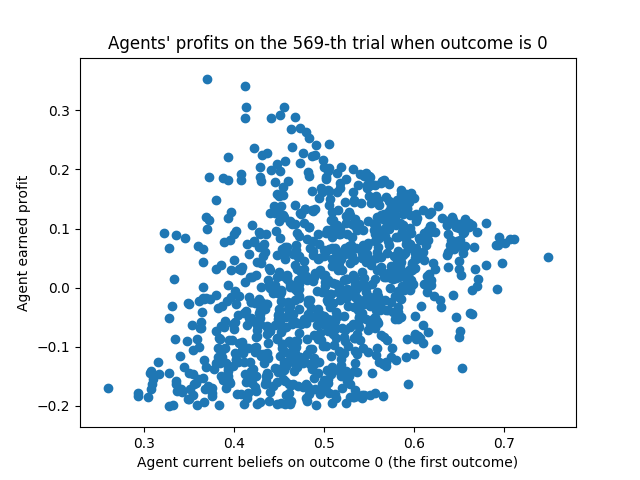 Agents' profits on the 569-th trial when outcome is 0
Agent earned profit
0.3
0.2
0.1
0.0
−0.1
−0.2
0.3 0.4 0.5 0.6 0.7
Agent current beliefs on outcome 0 (the first outcome)